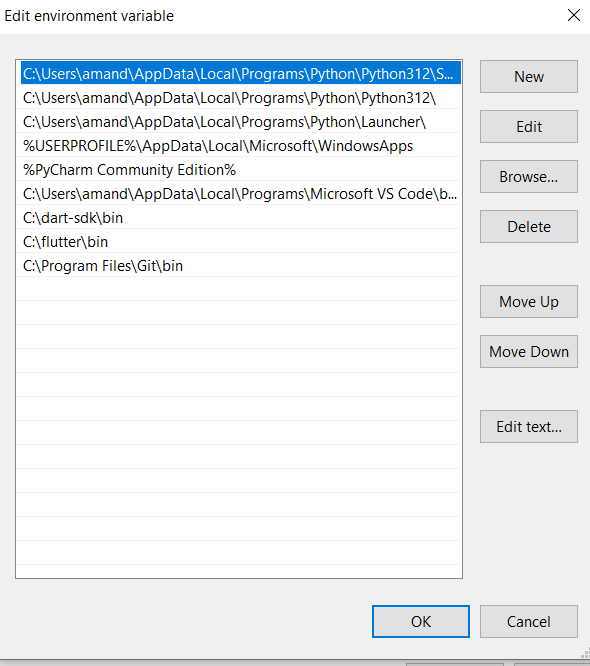 Edit environment variable
C:\Users\amand\AppData\Local\Programs\Python\Python312\S...
C:\Users\amand\AppData\Local\Programs\Python\Python312\
C:\Users\amand\AppData\Local\Programs\Python\Launcher\
%USERPROFILE%\AppData\Local\Microsoft\WindowsApps
%PyCharm Community Edition%
C:\Users\amand\AppData\Local\Programs\Microsoft VS Code\b...
C:\dart-sdk\bin
C:\flutter\bin
C:\Program Files\Git\bin
New
Edit
Browse...
Delete
Move Up
Move Down
Edit text...
OK
Cancel